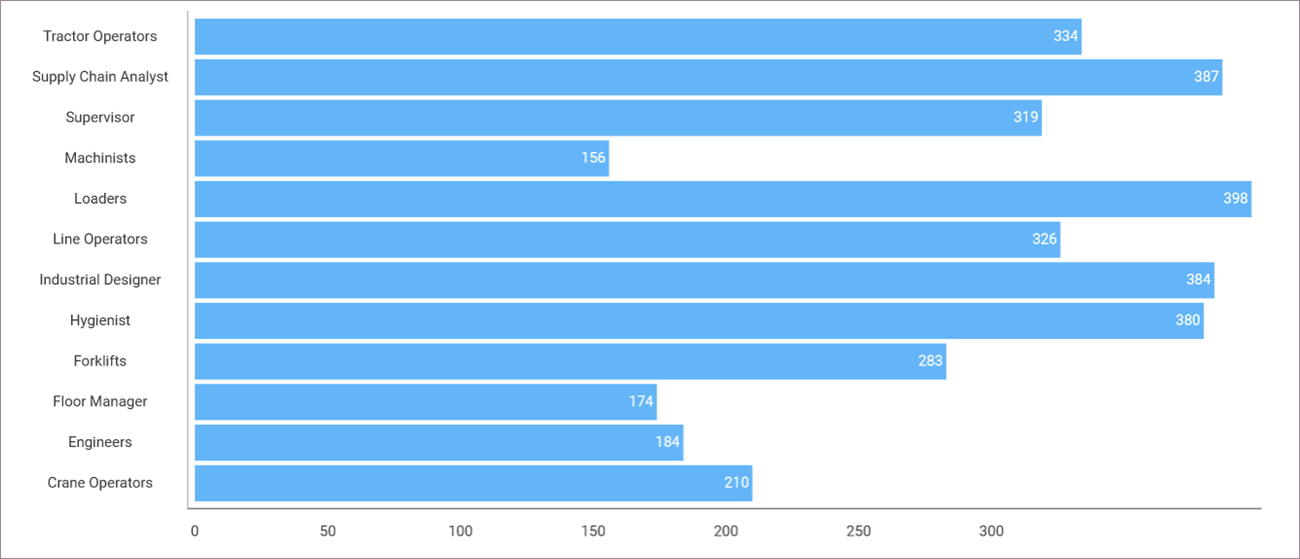 Tractor Operators 334
Supply Chain Analyst 387
Supervisor 319
Machinists 156
Loaders 398
Line Operators 326
Industrial Designer 384
Hygienist 380
Forklifts 283
Floor Manager 174
Engineers 184
Crane Operators 210
0 50 100 150 200 250 300